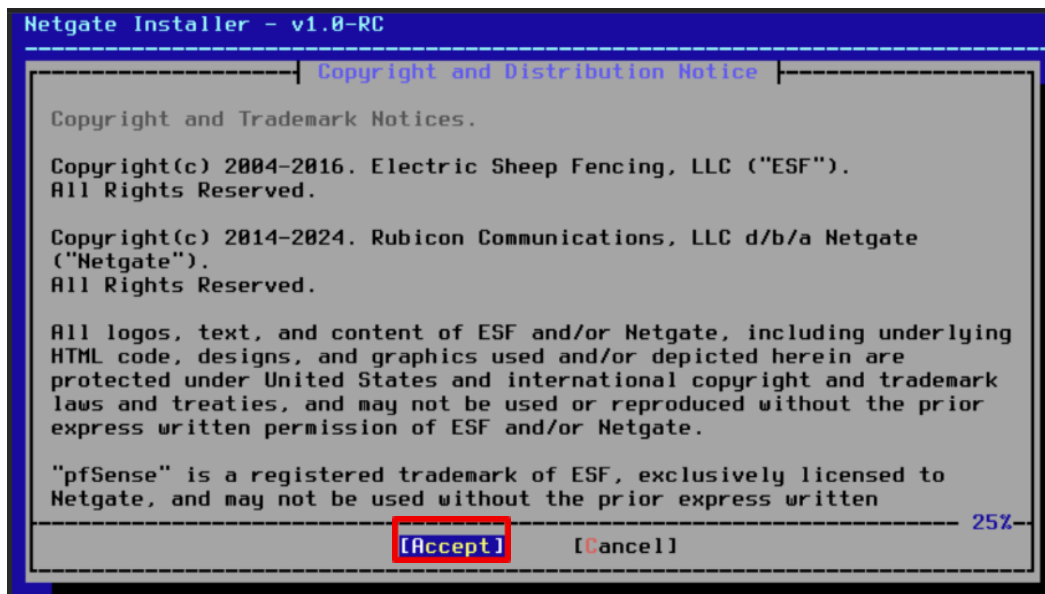 Netgate Installer - v1.0-RC
Copyright and Distribution Notice
Copyright and Trademark Notices.
Copyright(c) 2004-2016. Electric Sheep Fencing, LLC ("ESF").
All Rights Reserved.
Copyright(c) 2014-2024. Rubicon Communications, LLC d/b/a Netgate
("Netgate").
All Rights Reserved.
All logos, text, and content of ESF and/or Netgate, including underlying
HTML code, designs, and graphics used and/or depicted herein are
protected under United States and international copyright and trademark
laws and treaties, and may not be used or reproduced without the prior
express written permission of ESF and/or Netgate.
"pfSense" is a registered trademark of ESF, exclusively licensed to
Netgate, and may not be used without the prior express written
25%
[Accept] [Cancel]